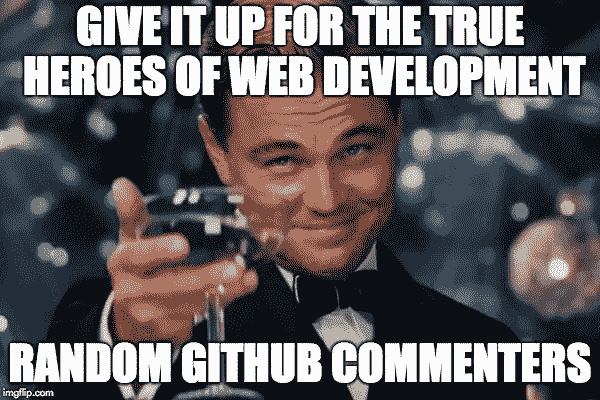 GIVE IT UP FOR THE TRUE
HEROES OF WEB DEVELOPMENT
RANDOM GITHUB COMMENTERS
imgflip.com